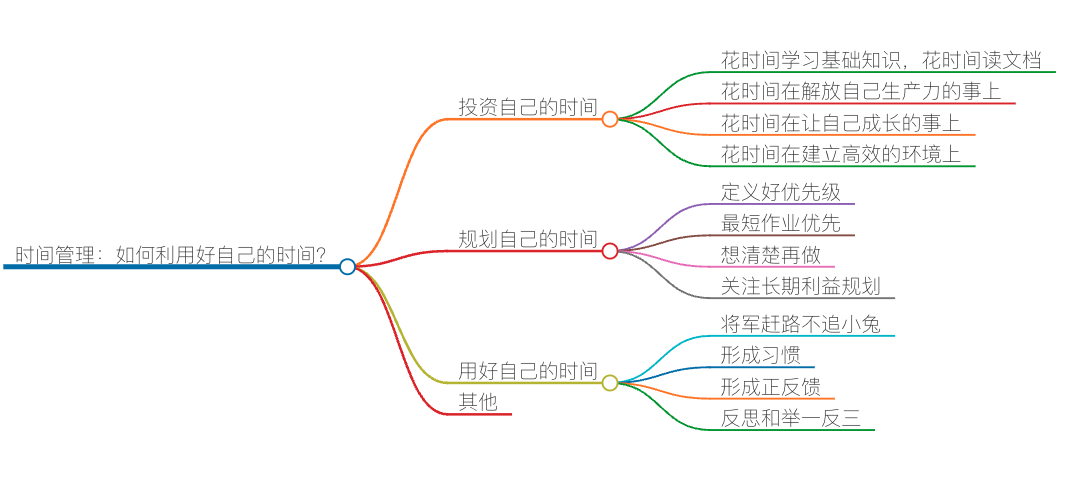 时间管理：如何利用好自己的时间？
投资自己的时间
花时间学习基础知识，花时间读文档
花时间在解放自己生产力的事上
花时间在让自己成长的事上
花时间在建立高效的环境上
规划自己的时间
定义好优先级
最短作业优先
想清楚再做
关注长期利益规划
用好自己的时间
将军赶路不追小兔
形成习惯
形成正反馈
反思和举一反三
其他